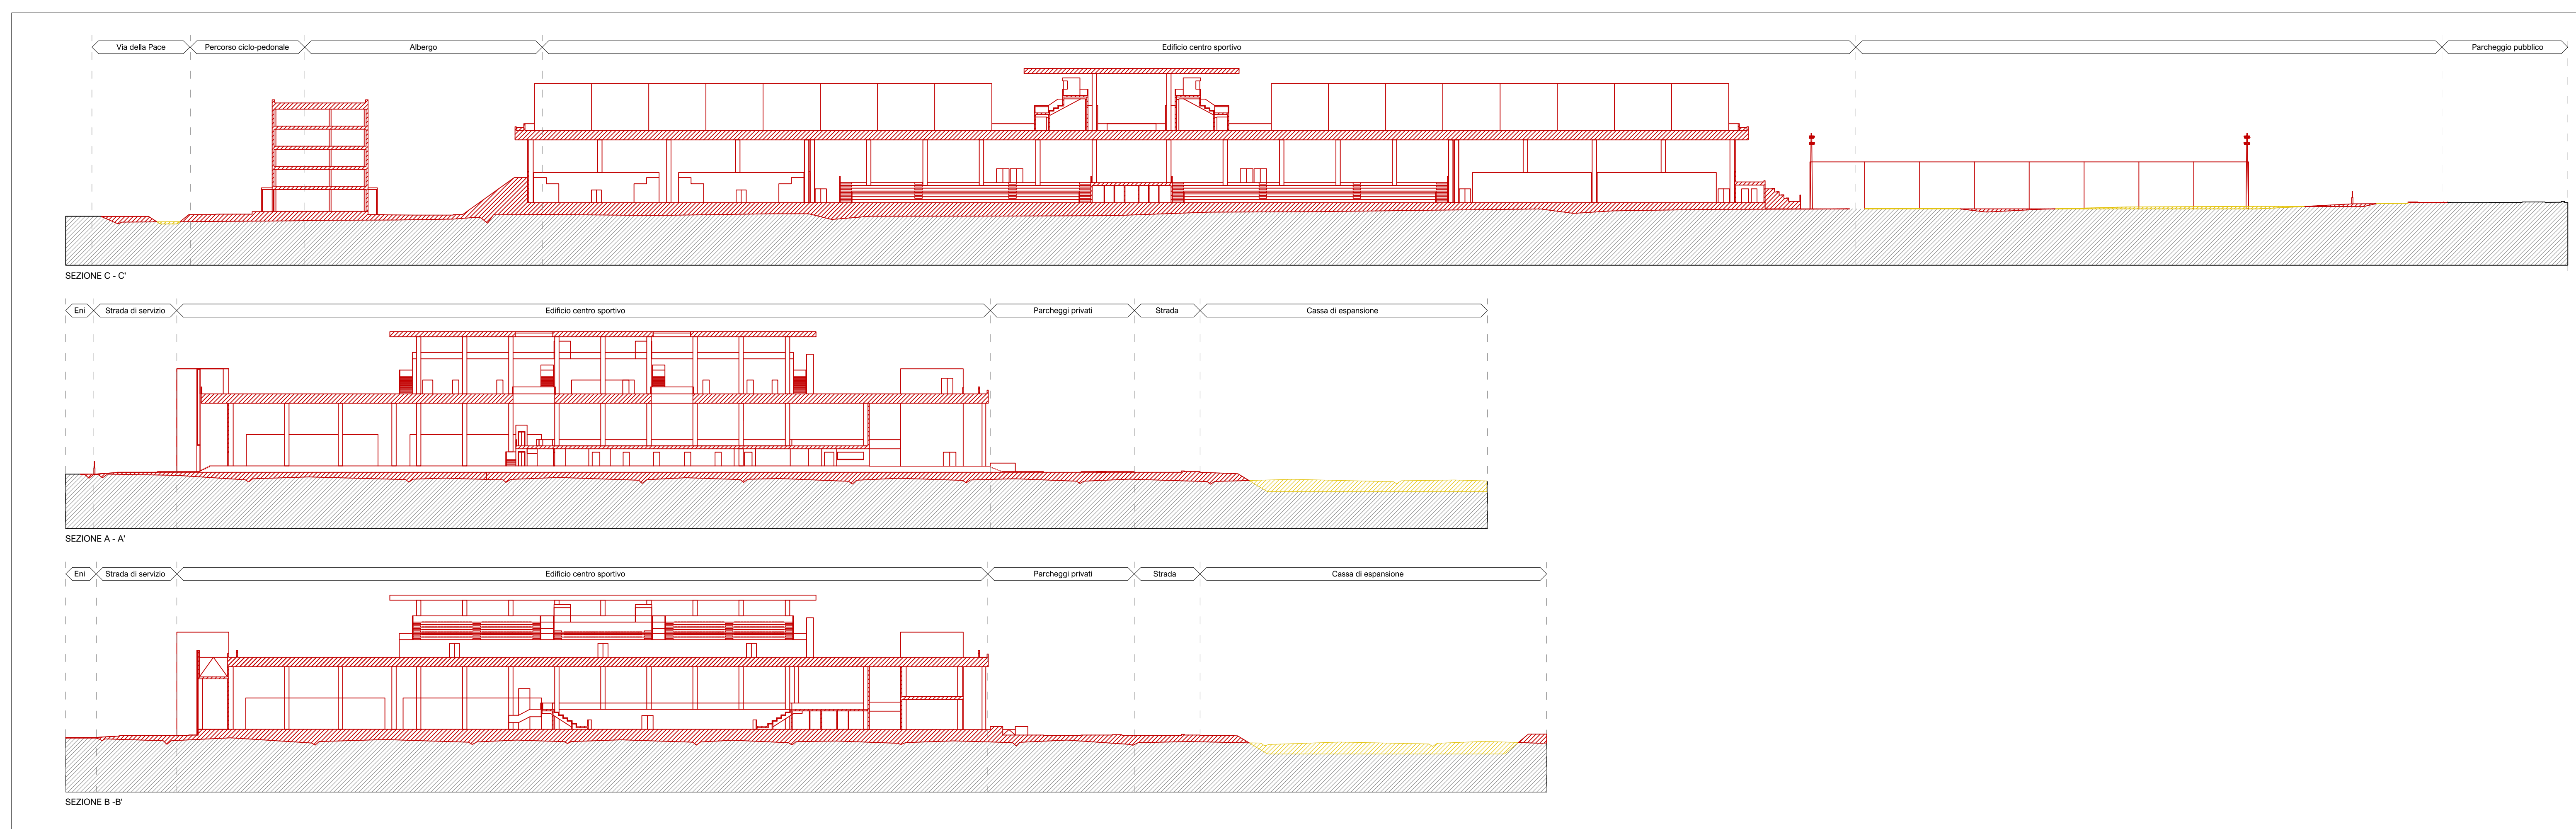 Via della Pace Percorso ciclo-pedonale Albergo Edificio centro sportivo Parcheggio pubblico
SEZIONE C - C'
Eni Strada di servizio Edificio centro sportivo Parcheggi privati Strada Cassa di espansione
SEZIONE A - A'
Eni Strada di servizio Edificio centro sportivo Parcheggi privati Strada Cassa di espansione
SEZIONE B -B'